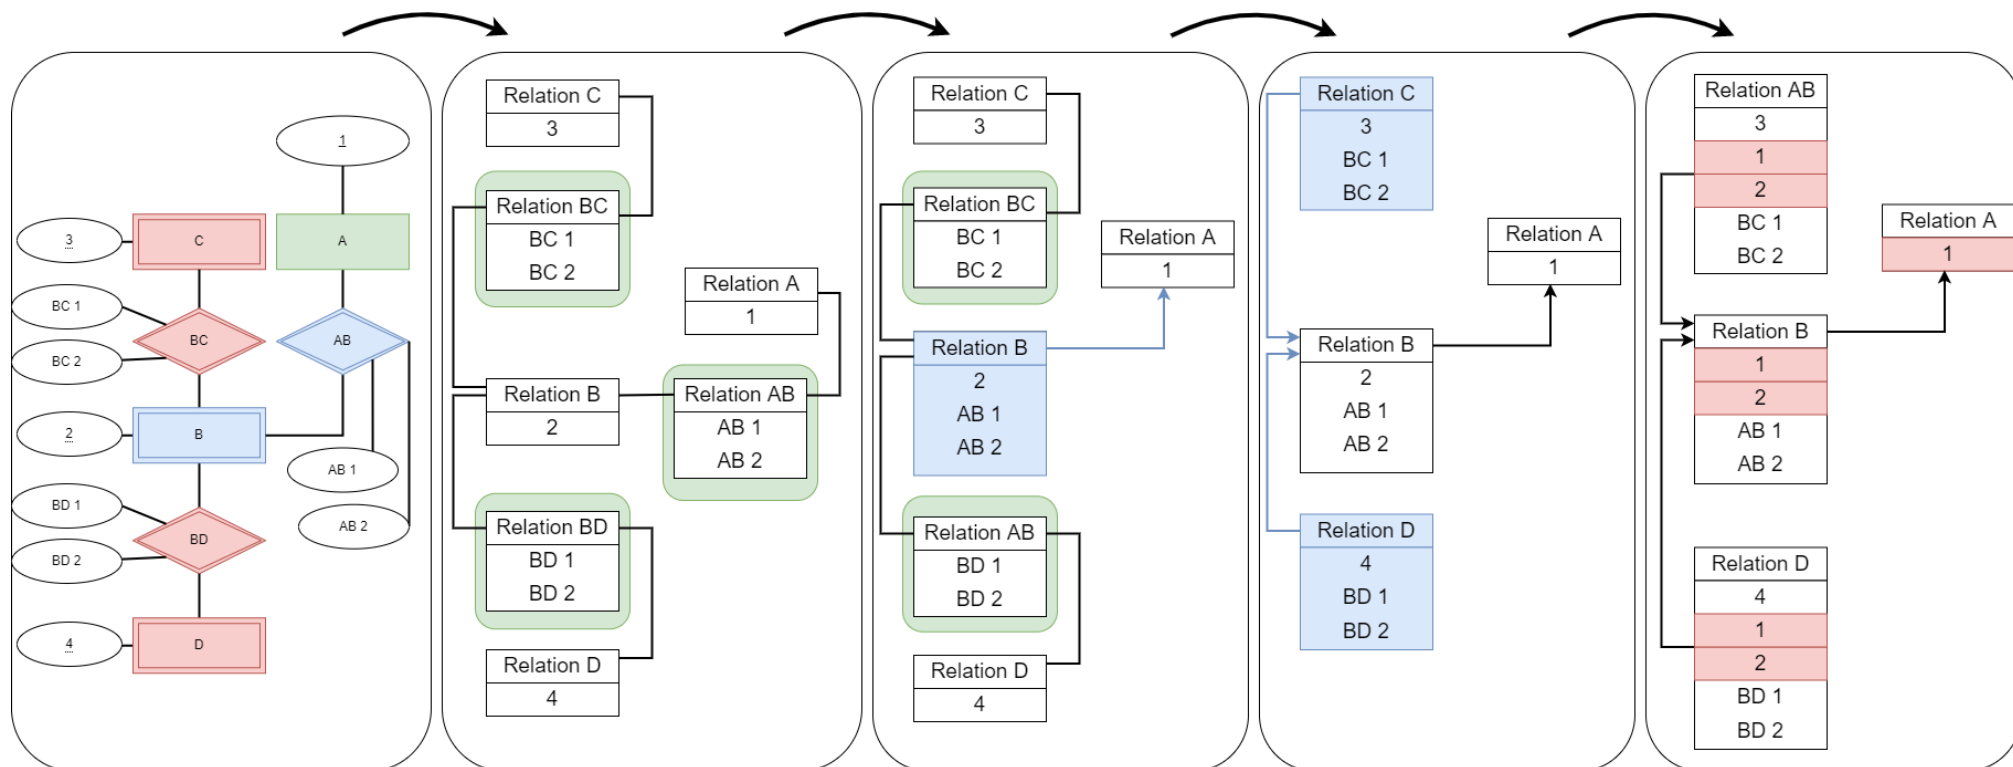 1
3
C
A
BC 1
BC
AB
BC 2
2
B
AB 1
BD 1
AB 2
BD
BD 2
4
D
Relation C
3
Relation BC
BC 1
BC 2
Relation A
1
Relation B
2
Relation AB
AB 1
AB 2
Relation BD
BD 1
BD 2
Relation D
4
Relation C
3
Relation BC
BC 1
BC 2
Relation A
1
Relation B
2
AB 1
AB 2
Relation AB
BD 1
BD 2
Relation D
4
Relation C
3
BC 1
BC 2
Relation A
1
Relation B
2
AB 1
AB 2
Relation D
4
BD 1
BD 2
Relation AB
3
1
2
BC 1
BC 2
Relation A
1
Relation B
1
2
AB 1
AB 2
Relation D
4
1
2
BD 1
BD 2